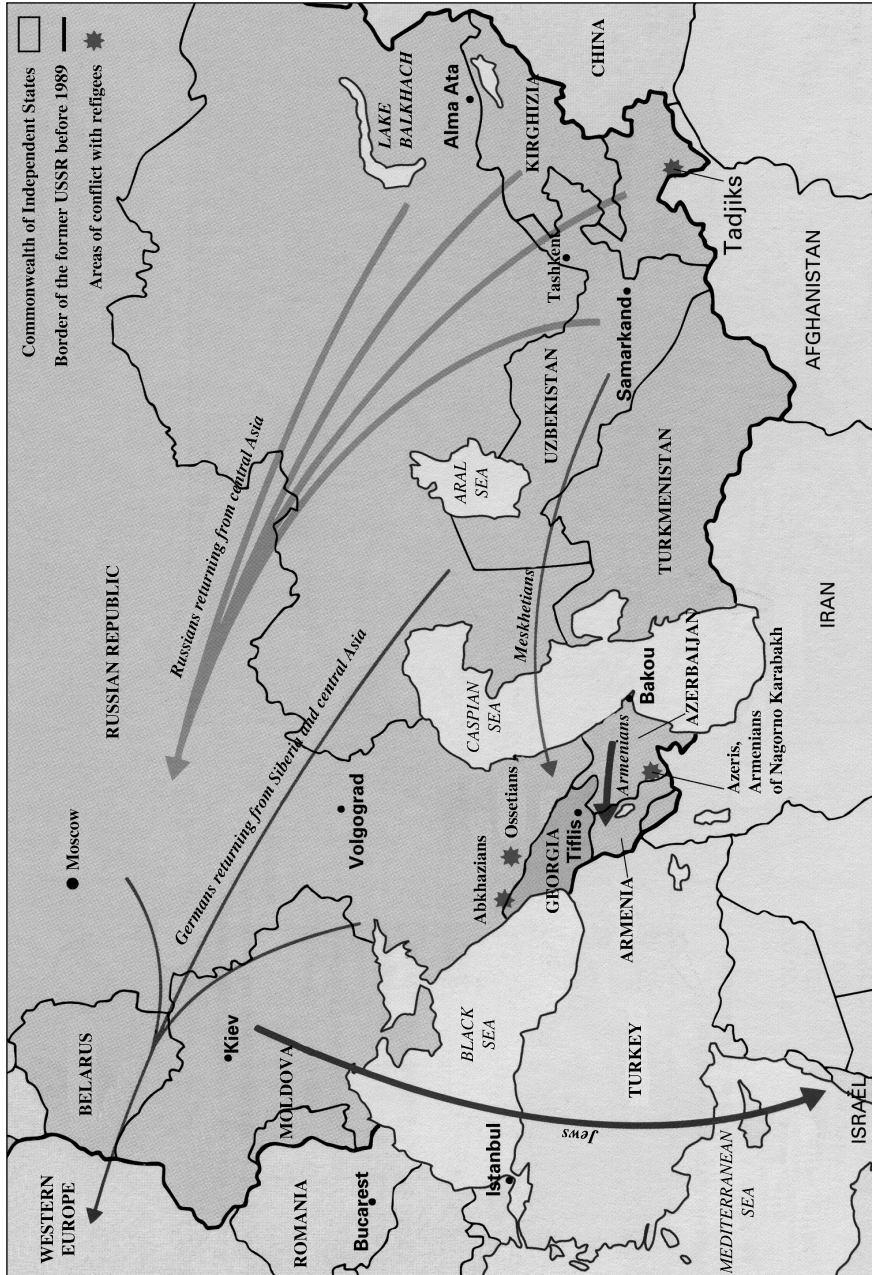 Commonwealth of Independent States
Border of the former USSR before 1989
Areas of conflict with refigees
WESTERN
EUROPE
BELARUS
Moscow
RUSSIAN REPUBLIC
Russians returning from central Asia
Germans returning from Siberia and central Asia
Kiev
MOLDOVA
ROMANIA
Bucarest
Volgograd
LAKE
BALKHACH
Alma Ata
KIRGHIZIA
CHINA
BLACK
SEA
Abkhazians
Ossetians
CASPIAN
SEA
ARAL
SEA
UZBEKISTAN
Tashkent
Meskhetians
Samarkand
Istanbul
Jews
GEORGIA
Tiflis
ARMENIA
Armenians
Bakou
AZERBAIJAN
TURKMENISTAN
Tadjiks
TURKEY
Azeris,
Armenians
of Nagorno Karabakh
MEDITERRANEAN
SEA
ISRAËL
IRAN
AFGHANISTAN